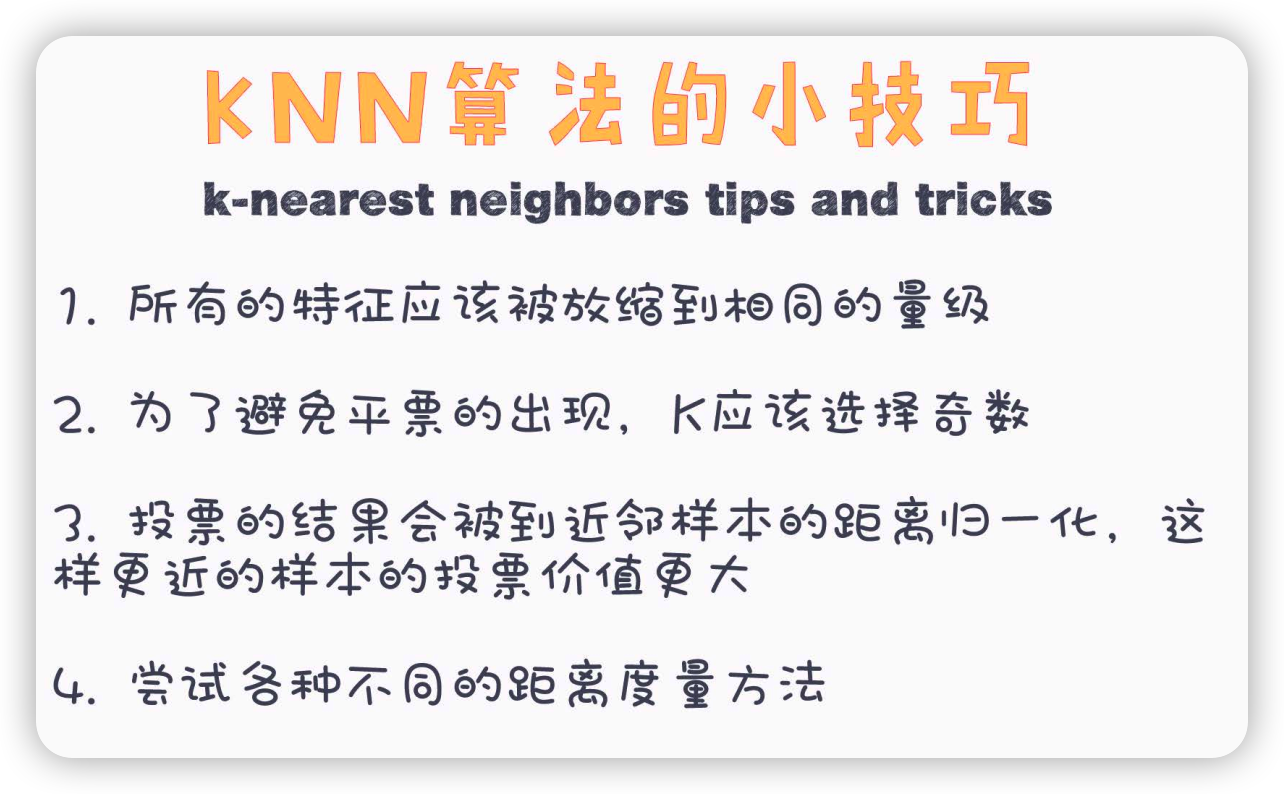 KNN算法的小技巧
k-nearest neighbors tips and tricks
1. 所有的特征应该被放缩到相同的量级
2. 为了避免平票的出现，K应该选择奇数
3. 投票的结果会被到近邻样本的距离归一化，这
样更近的样本的投票价值更大
4. 尝试各种不同的距离度量方法